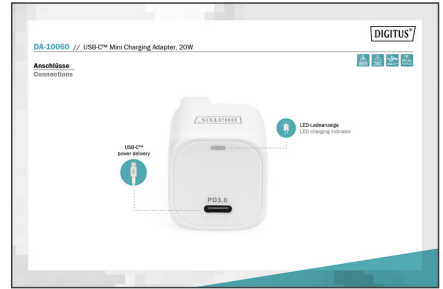 DIGITUS®
DA-10060 // USB-C™ Mini Charging Adapter, 20W
Anschlüsse
Connections
DIGITUS®
LED-Ladeanzeige
LED charging indicator
USB-C™
power delivery
PD3.0